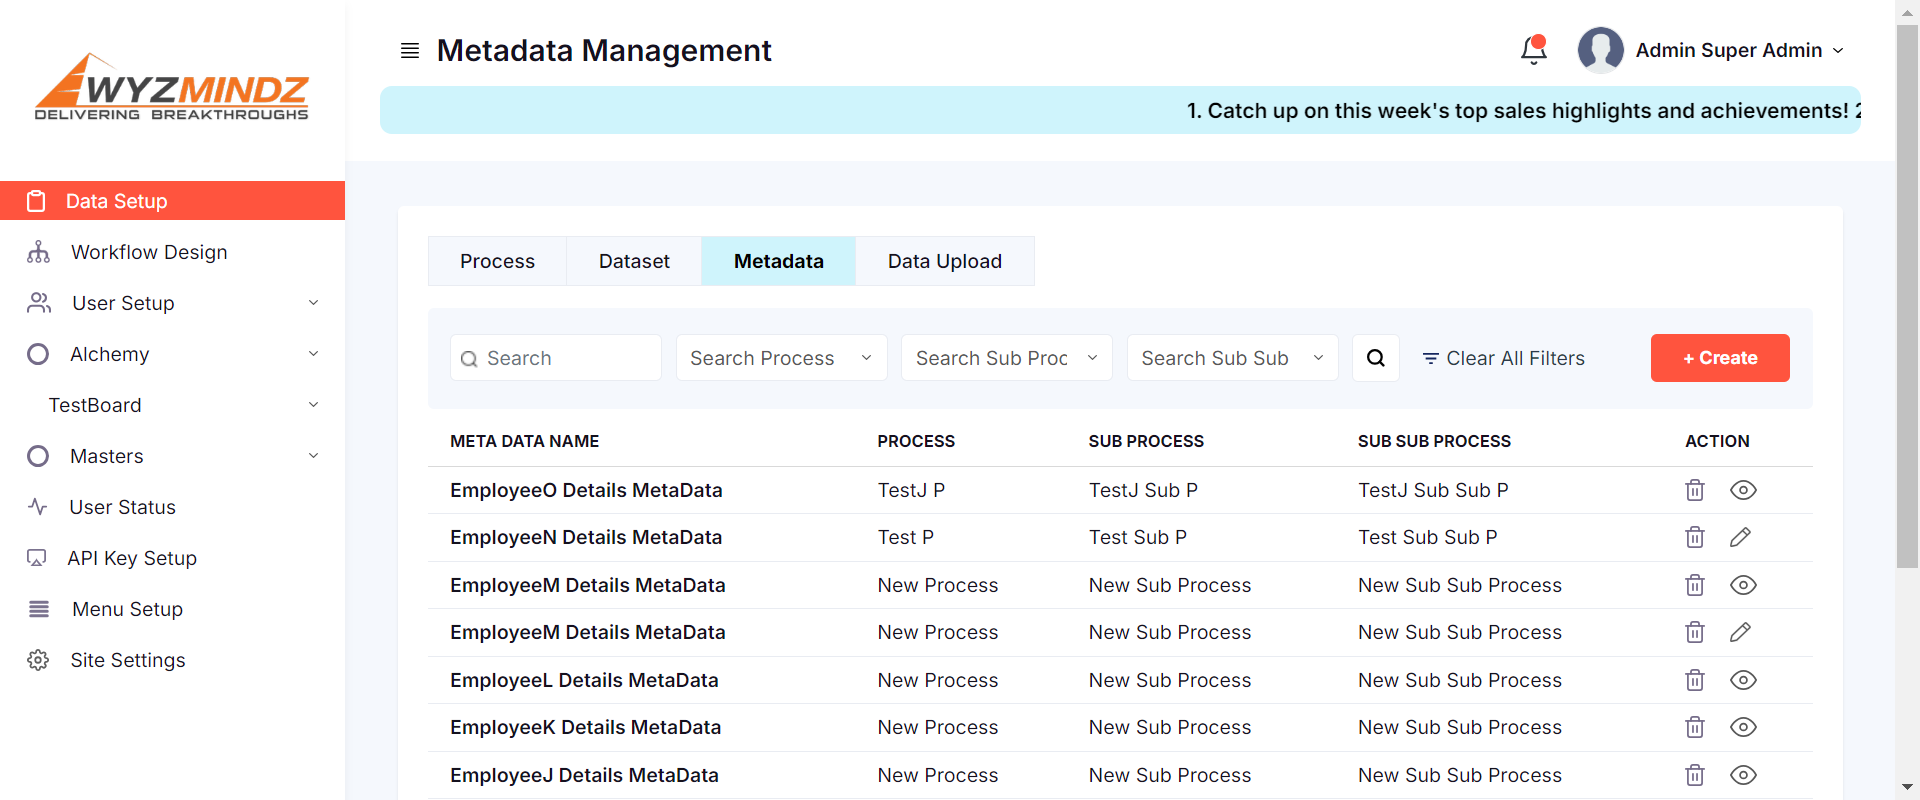 WYZMINDZ
DELIVERING BREAKTHROUGHS
Data Setup
Workflow Design
User Setup
Alchemy
TestBoard
Masters
User Status
API Key Setup
Menu Setup
Site Settings
Metadata Management
Admin Super Admin
1. Catch up on this week's top sales highlights and achievements! 2
Process Dataset Metadata Data Upload
Search Search Process Search Sub Proc Search Sub Sub Clear All Filters + Create
META DATA NAME PROCESS SUB PROCESS SUB SUB PROCESS ACTION
EmployeeO Details MetaData TestJ P TestJ Sub P TestJ Sub Sub P
EmployeeN Details MetaData Test P Test Sub P Test Sub Sub P
EmployeeM Details MetaData New Process New Sub Process New Sub Sub Process
EmployeeM Details MetaData New Process New Sub Process New Sub Sub Process
EmployeeL Details MetaData New Process New Sub Process New Sub Sub Process
EmployeeK Details MetaData New Process New Sub Process New Sub Sub Process
EmployeeJ Details MetaData New Process New Sub Process New Sub Sub Process